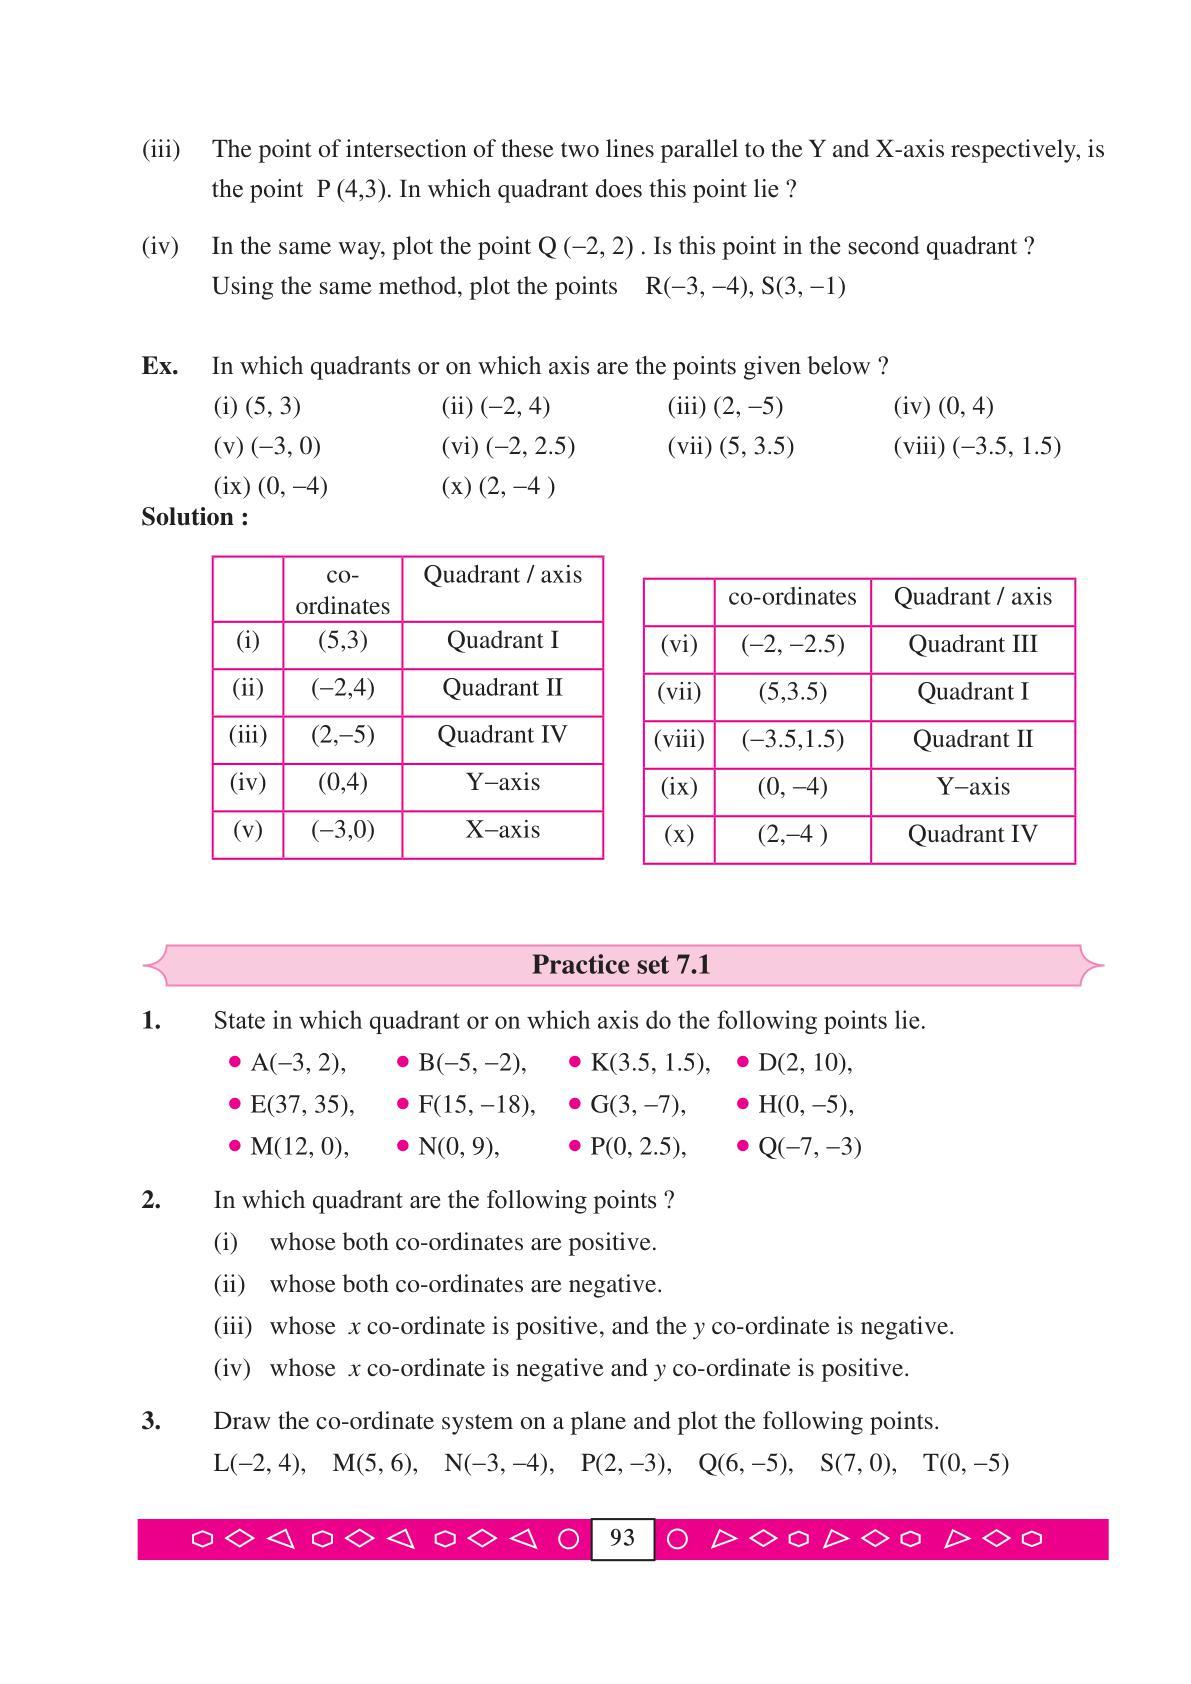 (iii) The point of intersection of these two lines parallel to the Y and X-axis respectively, is
the point P (4,3). In which quadrant does this point lie ?
(iv) In the same way, plot the point Q (–2, 2) . Is this point in the second quadrant ?
Using the same method, plot the points R(–3, –4), S(3, –1)
Ex. In which quadrants or on which axis are the points given below ?
(i) (5, 3) (ii) (–2, 4) (iii) (2, –5) (iv) (0, 4)
(v) (–3, 0) (vi) (–2, 2.5) (vii) (5, 3.5) (viii) (–3.5, 1.5)
(ix) (0, –4) (x) (2, –4 )
Solution :
co-
ordinates Quadrant / axis
(i) (5,3) Quadrant I
(ii) (–2,4) Quadrant II
(iii) (2,–5) Quadrant IV
(iv) (0,4) Y–axis
(v) (–3,0) X–axis
co-ordinates Quadrant / axis
(vi) (–2, –2.5) Quadrant III
(vii) (5,3.5) Quadrant I
(viii) (–3.5,1.5) Quadrant II
(ix) (0, –4) Y–axis
(x) (2,–4 ) Quadrant IV
Practice set 7.1
1. State in which quadrant or on which axis do the following points lie.
• A(–3, 2), • B(–5, –2), • K(3.5, 1.5), • D(2, 10),
• E(37, 35), • F(15, –18), • G(3, –7), • H(0, –5),
• M(12, 0), • N(0, 9), • P(0, 2.5), • Q(–7, –3)
2. In which quadrant are the following points ?
(i) whose both co-ordinates are positive.
(ii) whose both co-ordinates are negative.
(iii) whose x co-ordinate is positive, and the y co-ordinate is negative.
(iv) whose x co-ordinate is negative and y co-ordinate is positive.
3. Draw the co-ordinate system on a plane and plot the following points.
L(–2, 4), M(5, 6), N(–3, –4), P(2, –3), Q(6, –5), S(7, 0), T(0, –5)
93